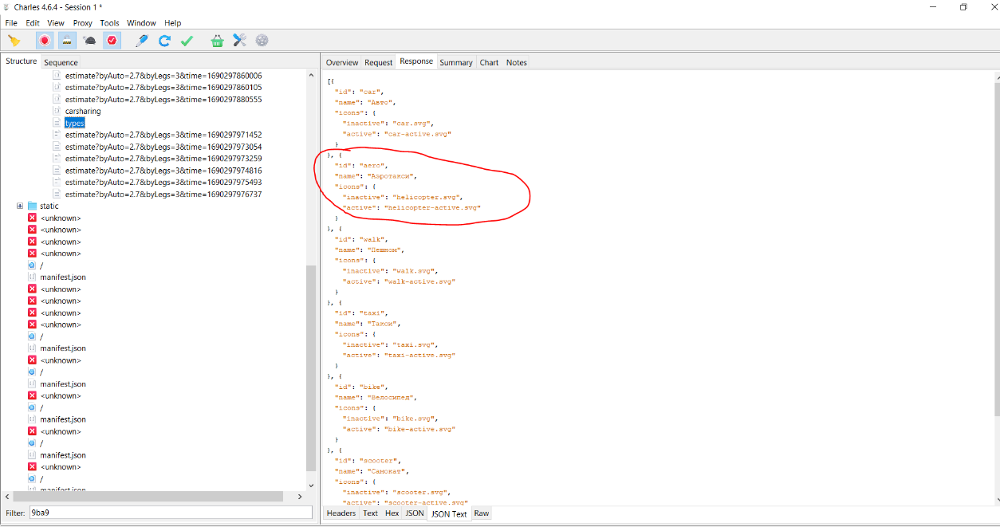 Charles 4.6.4 - Session 1 *
File Edit View Proxy Tools Window Help
Structure Sequence
estimate?byAuto=2.7&byLegs=3&time=1690297860006
estimate?byAuto=2.7&byLegs=3&time=1690297860105
estimate?byAuto=2.7&byLegs=3&time=1690297880555
carsharing
types
estimate?byAuto=2.7&byLegs=3&time=1690297971452
estimate?byAuto=2.7&byLegs=3&time=1690297973054
estimate?byAuto=2.7&byLegs=3&time=1690297973259
estimate?byAuto=2.7&byLegs=3&time=1690297974816
estimate?byAuto=2.7&byLegs=3&time=1690297975493
estimate?byAuto=2.7&byLegs=3&time=1690297976737
static
<unknown>
<unknown>
<unknown>
<unknown>
/
manifest.json
<unknown>
<unknown>
<unknown>
<unknown>
/
manifest.json
<unknown>
/
manifest.json
<unknown>
/
manifest.json
<unknown>
/
manifest.json
<unknown>
/
manifest.json
Filter: 9ba9
Overview Request Response Summary Chart Notes
[{
"id": "car",
"name": "Авто",
"icons": {
"inactive": "car.svg",
"active": "car-active.svg"
}
}, {
"id": "aero",
"name": "Аэротакси",
"icons": {
"inactive": "helicopter.svg",
"active": "helicopter-active.svg"
}
}, {
"id": "walk",
"name": "Пешком",
"icons": {
"inactive": "walk.svg",
"active": "walk-active.svg"
}
}, {
"id": "taxi",
"name": "Такси",
"icons": {
"inactive": "taxi.svg",
"active": "taxi-active.svg"
}
}, {
"id": "bike",
"name": "Велосипед",
"icons": {
"inactive": "bike.svg",
"active": "bike-active.svg"
}
}, {
"id": "scooter",
"name": "Самокат",
"icons": {
"inactive": "scooter.svg",
"active": "scooter-active.svg"
Headers Text Hex JSON JSON Text Raw